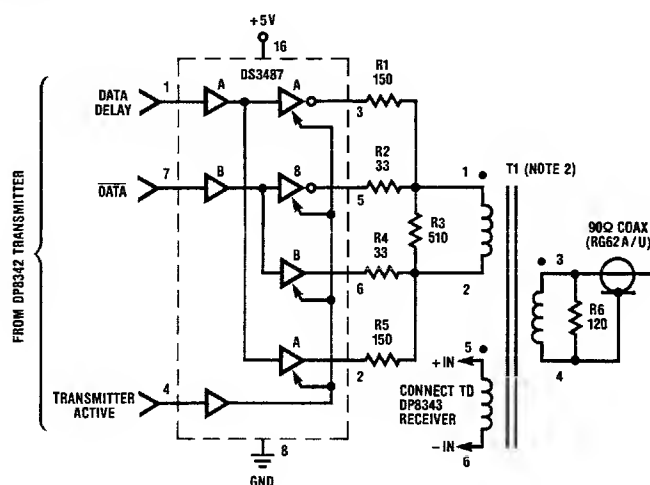 +5V
16
DS3487
R1
150
DATA
DELAY
1
A
A
3
R2
33
OATA
7
B
8
5
1
T1 (NOTE 2)
R3
510
90Ω COAX
(RG62A/U)
R4
33
B
6
2
3
FROM DP8342 TRANSMITTER
R6
120
R5
150
A
2
5
+IN
4
TRANSMITTER
ACTIVE
4
CONNECT TD
DP8343
RECEIVER
-IN
6
8
GND